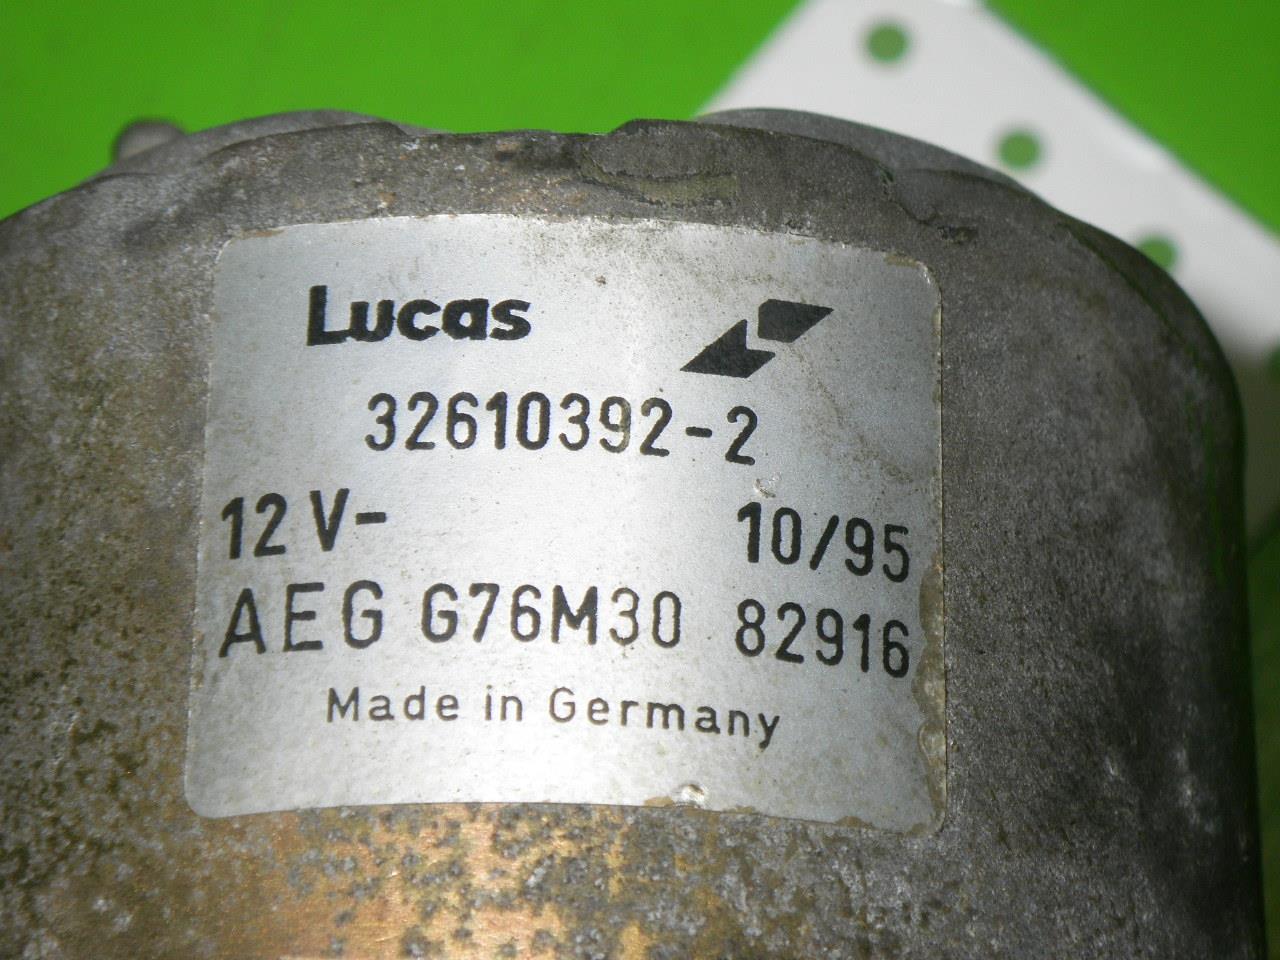 Lucas
32610392-2
12 V- 10/95
AEG G76M30 82916
Made in Germany